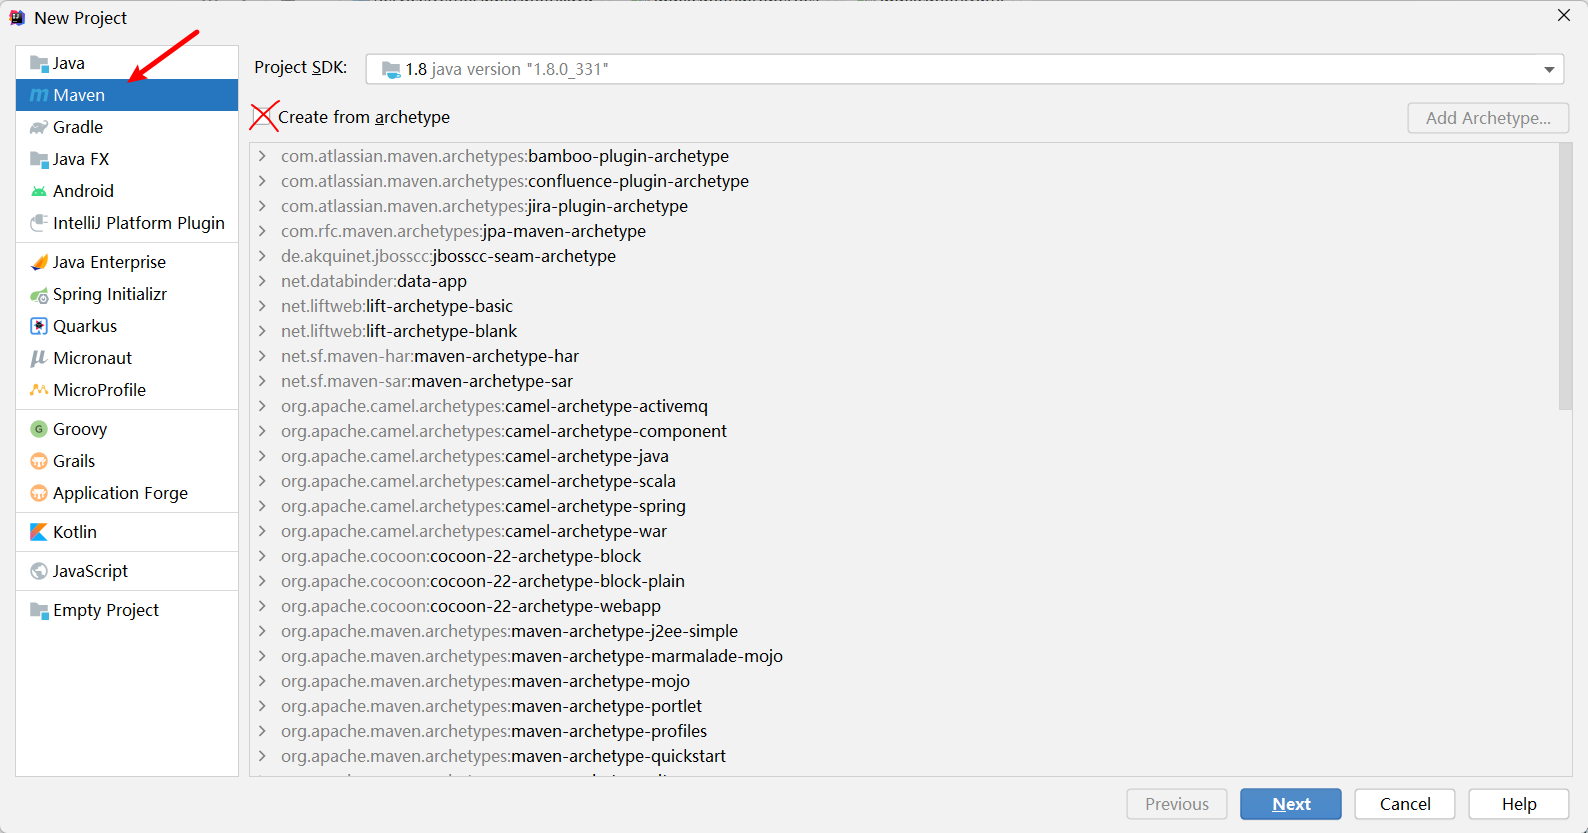 New Project
Java
Maven
Gradle
Java FX
Android
IntelliJ Platform Plugin
Java Enterprise
Spring Initializr
Quarkus
Micronaut
MicroProfile
Groovy
Grails
Application Forge
Kotlin
JavaScript
Empty Project
Project SDK:
1.8 java version "1.8.0_331"
Create from archetype
Add Archetype...
com.atlassian.maven.archetypes:bamboo-plugin-archetype
com.atlassian.maven.archetypes:confluence-plugin-archetype
com.atlassian.maven.archetypes:jira-plugin-archetype
com.rfc.maven.archetypes:jpa-maven-archetype
de.akquinet.jbosscc:jbosscc-seam-archetype
net.databinder:data-app
net.liftweb:lift-archetype-basic
net.liftweb:lift-archetype-blank
net.sf.maven-har:maven-archetype-har
net.sf.maven-sar:maven-archetype-sar
org.apache.camel.archetypes:camel-archetype-activemq
org.apache.camel.archetypes:camel-archetype-component
org.apache.camel.archetypes:camel-archetype-java
org.apache.camel.archetypes:camel-archetype-scala
org.apache.camel.archetypes:camel-archetype-spring
org.apache.camel.archetypes:camel-archetype-war
org.apache.cocoon:cocoon-22-archetype-block
org.apache.cocoon:cocoon-22-archetype-block-plain
org.apache.cocoon:cocoon-22-archetype-webapp
org.apache.maven.archetypes:maven-archetype-j2ee-simple
org.apache.maven.archetypes:maven-archetype-marmalade-mojo
org.apache.maven.archetypes:maven-archetype-mojo
org.apache.maven.archetypes:maven-archetype-portlet
org.apache.maven.archetypes:maven-archetype-profiles
org.apache.maven.archetypes:maven-archetype-quickstart
Previous
Next
Cancel
Help